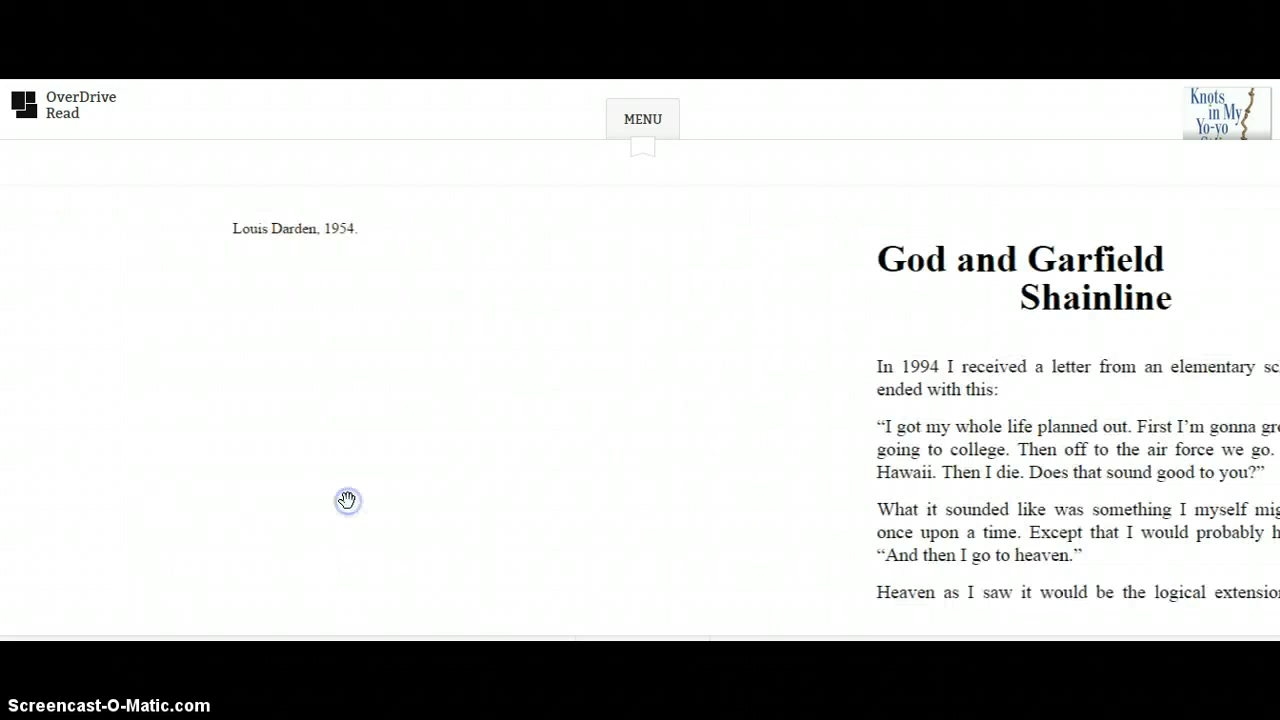 OverDrive
Read
MENU
Knots
in My
Yo-yo
Louis Darden, 1954.
God and Garfield
Shainline
In 1994 I received a letter from an elementary
ended with this:
“I got my whole life planned out. First I’m gonna
going to college. Then off to the air force we go.
Hawaii. Then I die. Does that sound good to you?”
What it sounded like was something I myself
once upon a time. Except that I would probably
“And then I go to heaven.”
Heaven as I saw it would be the logical
Screencast-O-Matic.com